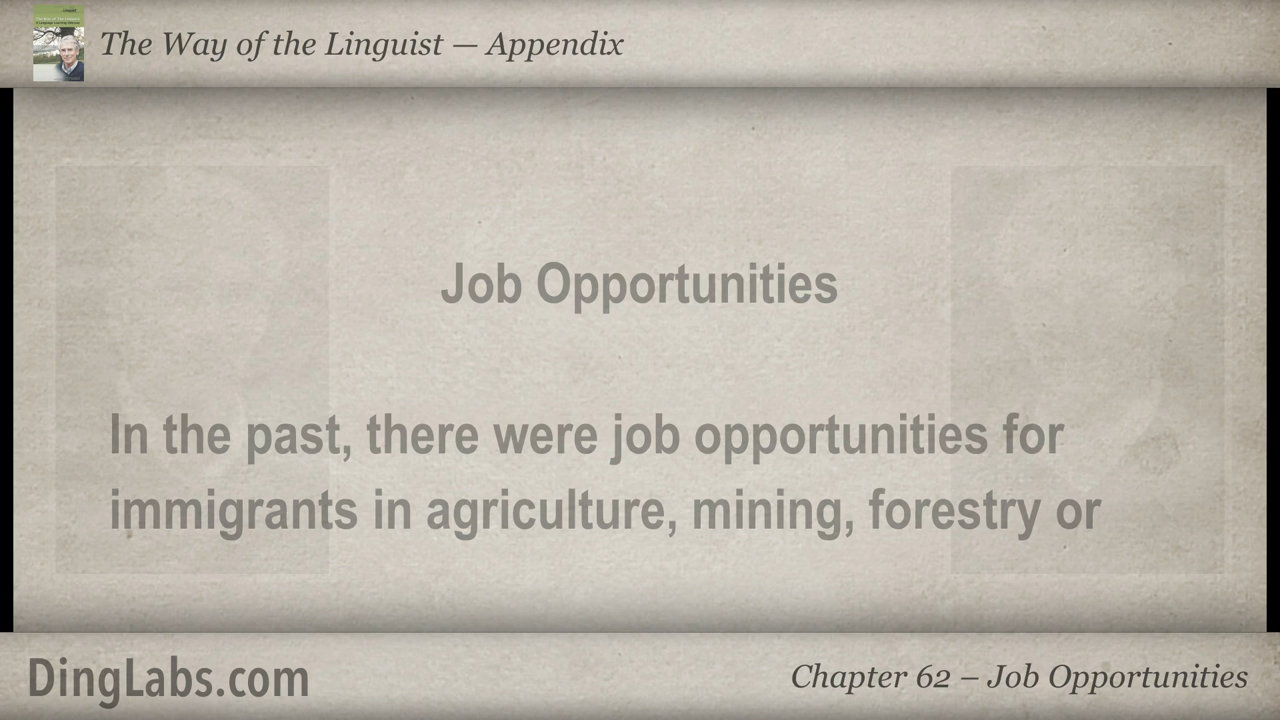 The Way of the Linguist — Appendix
Job Opportunities
In the past, there were job opportunities for
immigrants in agriculture, mining, forestry or
DingLabs.com
Chapter 62 – Job Opportunities